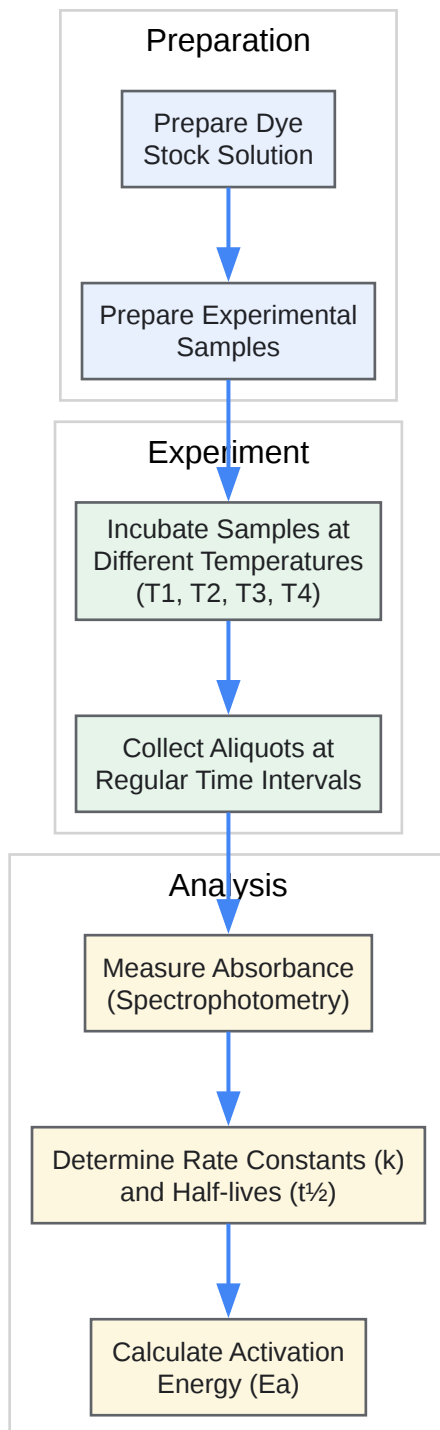 Preparation
Prepare Dye
Stock Solution
Prepare Experimental
Samples
Experiment
Incubate Samples at
Different Temperatures
(T1, T2, T3, T4)
Collect Aliquots at
Regular Time Intervals
Analysis
Measure Absorbance
(Spectrophotometry)
Determine Rate Constants (k)
and Half-lives (t½)
Calculate Activation
Energy (Ea)